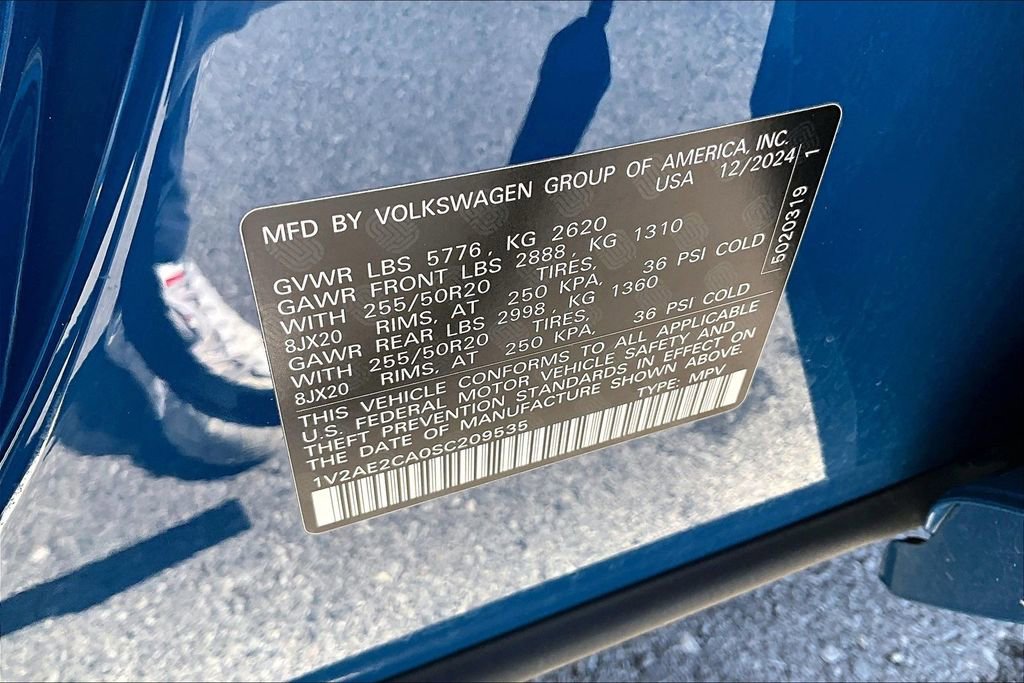 MFD BY VOLKSWAGEN GROUP OF AMERICA, INC.
USA 12/2024/1
GVWR LBS 5776, KG 2620
GAWR FRONT LBS 2888, KG 1310
WITH 255/50R20 TIRES,
8JX20 RIMS, AT 250 KPA, 36 PSI COLD
GAWR REAR LBS 2998, KG 1360
WITH 255/50R20 TIRES,
8JX20 RIMS, AT 250 KPA, 36 PSI COLD
THIS VEHICLE CONFORMS TO ALL APPLICABLE
U.S. FEDERAL MOTOR VEHICLE SAFETY AND
THEFT PREVENTION STANDARDS IN EFFECT ON
THE DATE OF MANUFACTURE SHOWN ABOVE.
1V2AE2CA0SC209535 TYPE: MPV